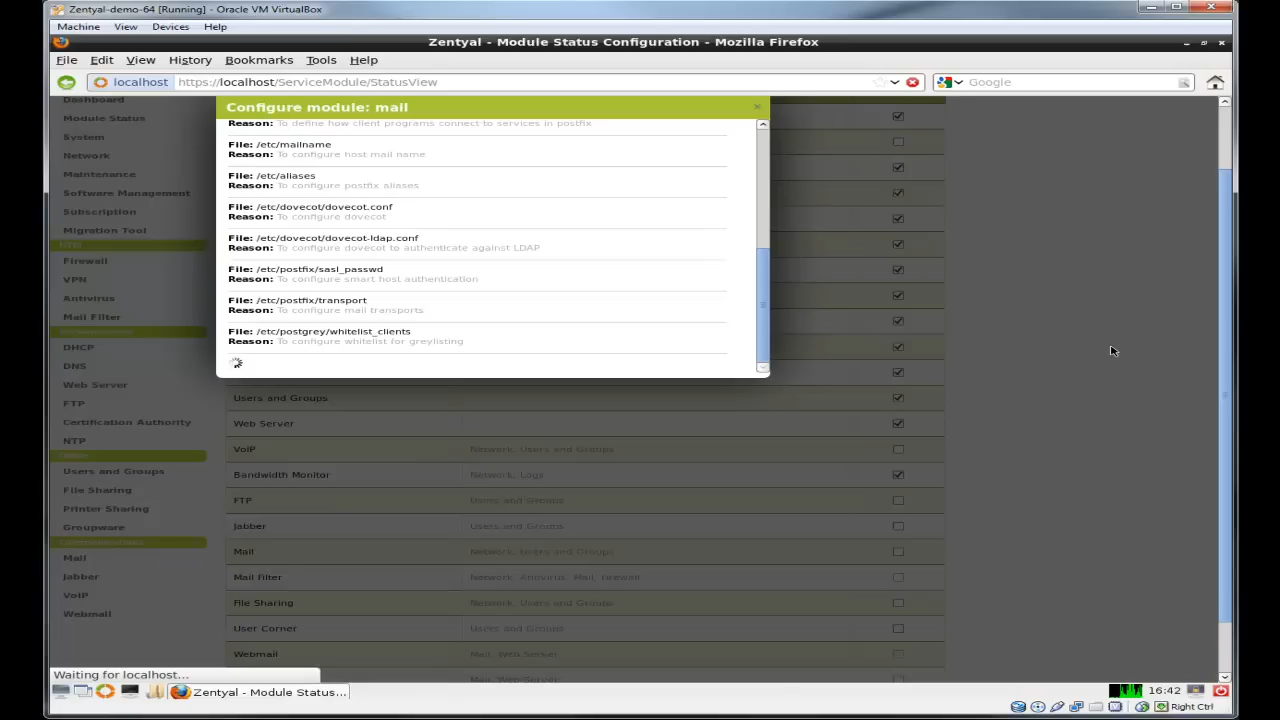 Zentyal-demo-64 [Running] - Oracle VM VirtualBox
Machine View Devices Help
Zentyal - Module Status Configuration - Mozilla Firefox
File Edit View History Bookmarks Tools Help
localhost https://localhost/ServiceModule/StatusView
Google
Configure module: mail
Reason: To define how client programs connect to services in postfix
File: /etc/mailname
Reason: To configure host mail name
File: /etc/aliases
Reason: To configure postfix aliases
File: /etc/dovecot/dovecot.conf
Reason: To configure dovecot
File: /etc/dovecot/dovecot-ldap.conf
Reason: To configure dovecot to authenticate against LDAP
File: /etc/postfix/sasl_passwd
Reason: To configure smart host authentication
File: /etc/postfix/transport
Reason: To configure mail transports
File: /etc/postgrey/whitelist_clients
Reason: To configure whitelist for greylisting
Dashboard
Module Status
System
Network
Maintenance
Software Management
Subscription
Migration Tool
Firewall
VPN
Antivirus
Mail Filter
DHCP
DNS
Web Server
FTP
Certification Authority
NTP
Users and Groups
File Sharing
Printer Sharing
Groupware
Mail
Jabber
VoIP
Webmail
Users and Groups
Web Server
VoIP Network, Users and Groups
Bandwidth Monitor Network, Logs
FTP Users and Groups
Jabber Users and Groups
Mail Network, Users and Groups
Mail Filter Network, Antivirus, Mail, Firewall
File Sharing Network, Users and Groups
User Corner Users and Groups
Webmail Mail, Web Server
Mail, Web Server
Waiting for localhost...
Zentyal - Module Status...
16:42
Right Ctrl